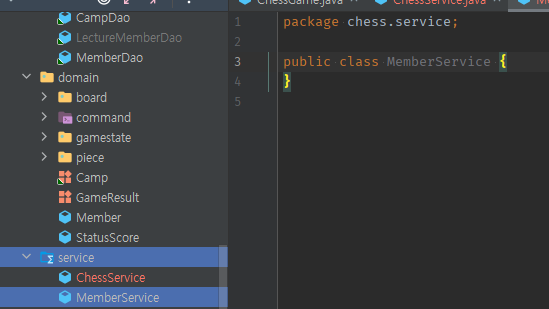 CampDao
LectureMemberDao
MemberDao
domain
board
command
gamestate
piece
Camp
GameResult
Member
StatusScore
service
ChessService
MemberService
ChessGame.java
ChessService.java
1 package chess.service;
2
3 public class MemberService {
4 }
5